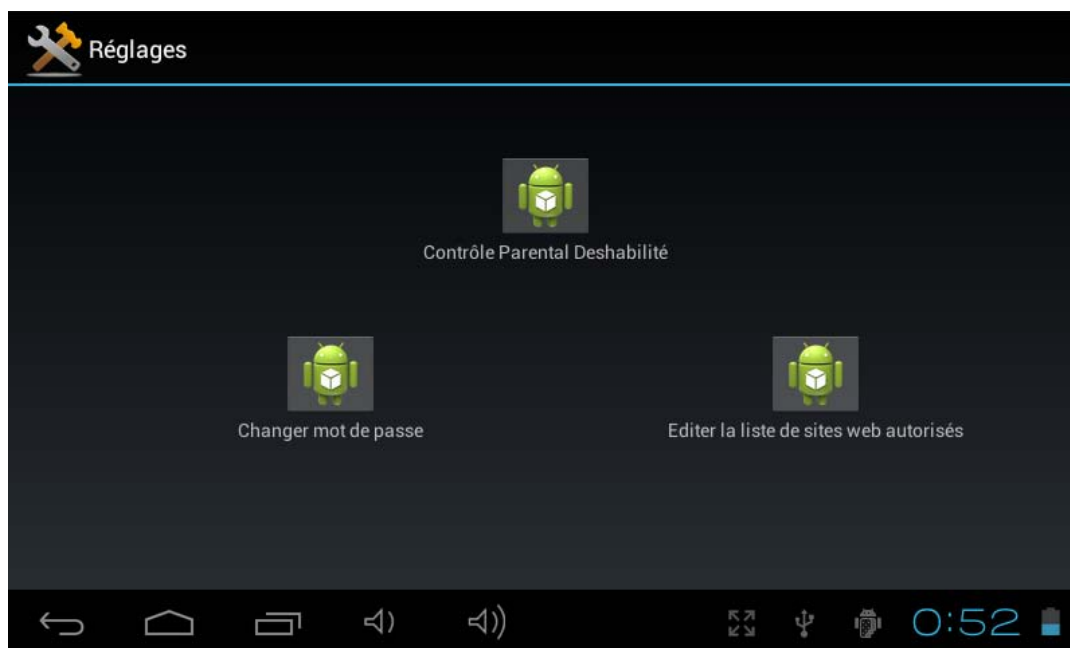 Réglages
Contrôle Parental Deshabilité
Changer mot de passe
Editer la liste de sites web autorisés
0:52